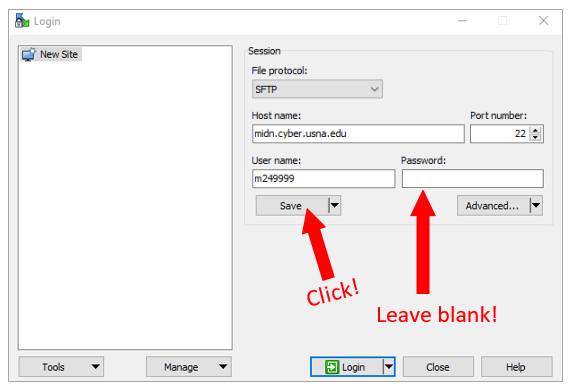 Login
New Site
Session
File protocol:
SFTP
Host name:
Port number:
midn.cyber.usna.edu
22
User name:
Password:
m249999
Save
Advanced...
Click!
Leave blank!
Tools
Manage
Login
Close
Help